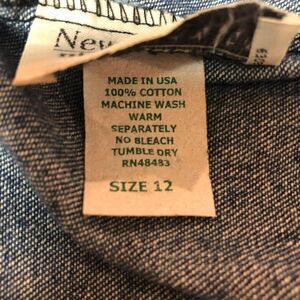 New
MADE IN USA
100% COTTON
MACHINE WASH
WARM
SEPARATELY
NO BLEACH
TUMBLE DRY
RN48483
SIZE 12